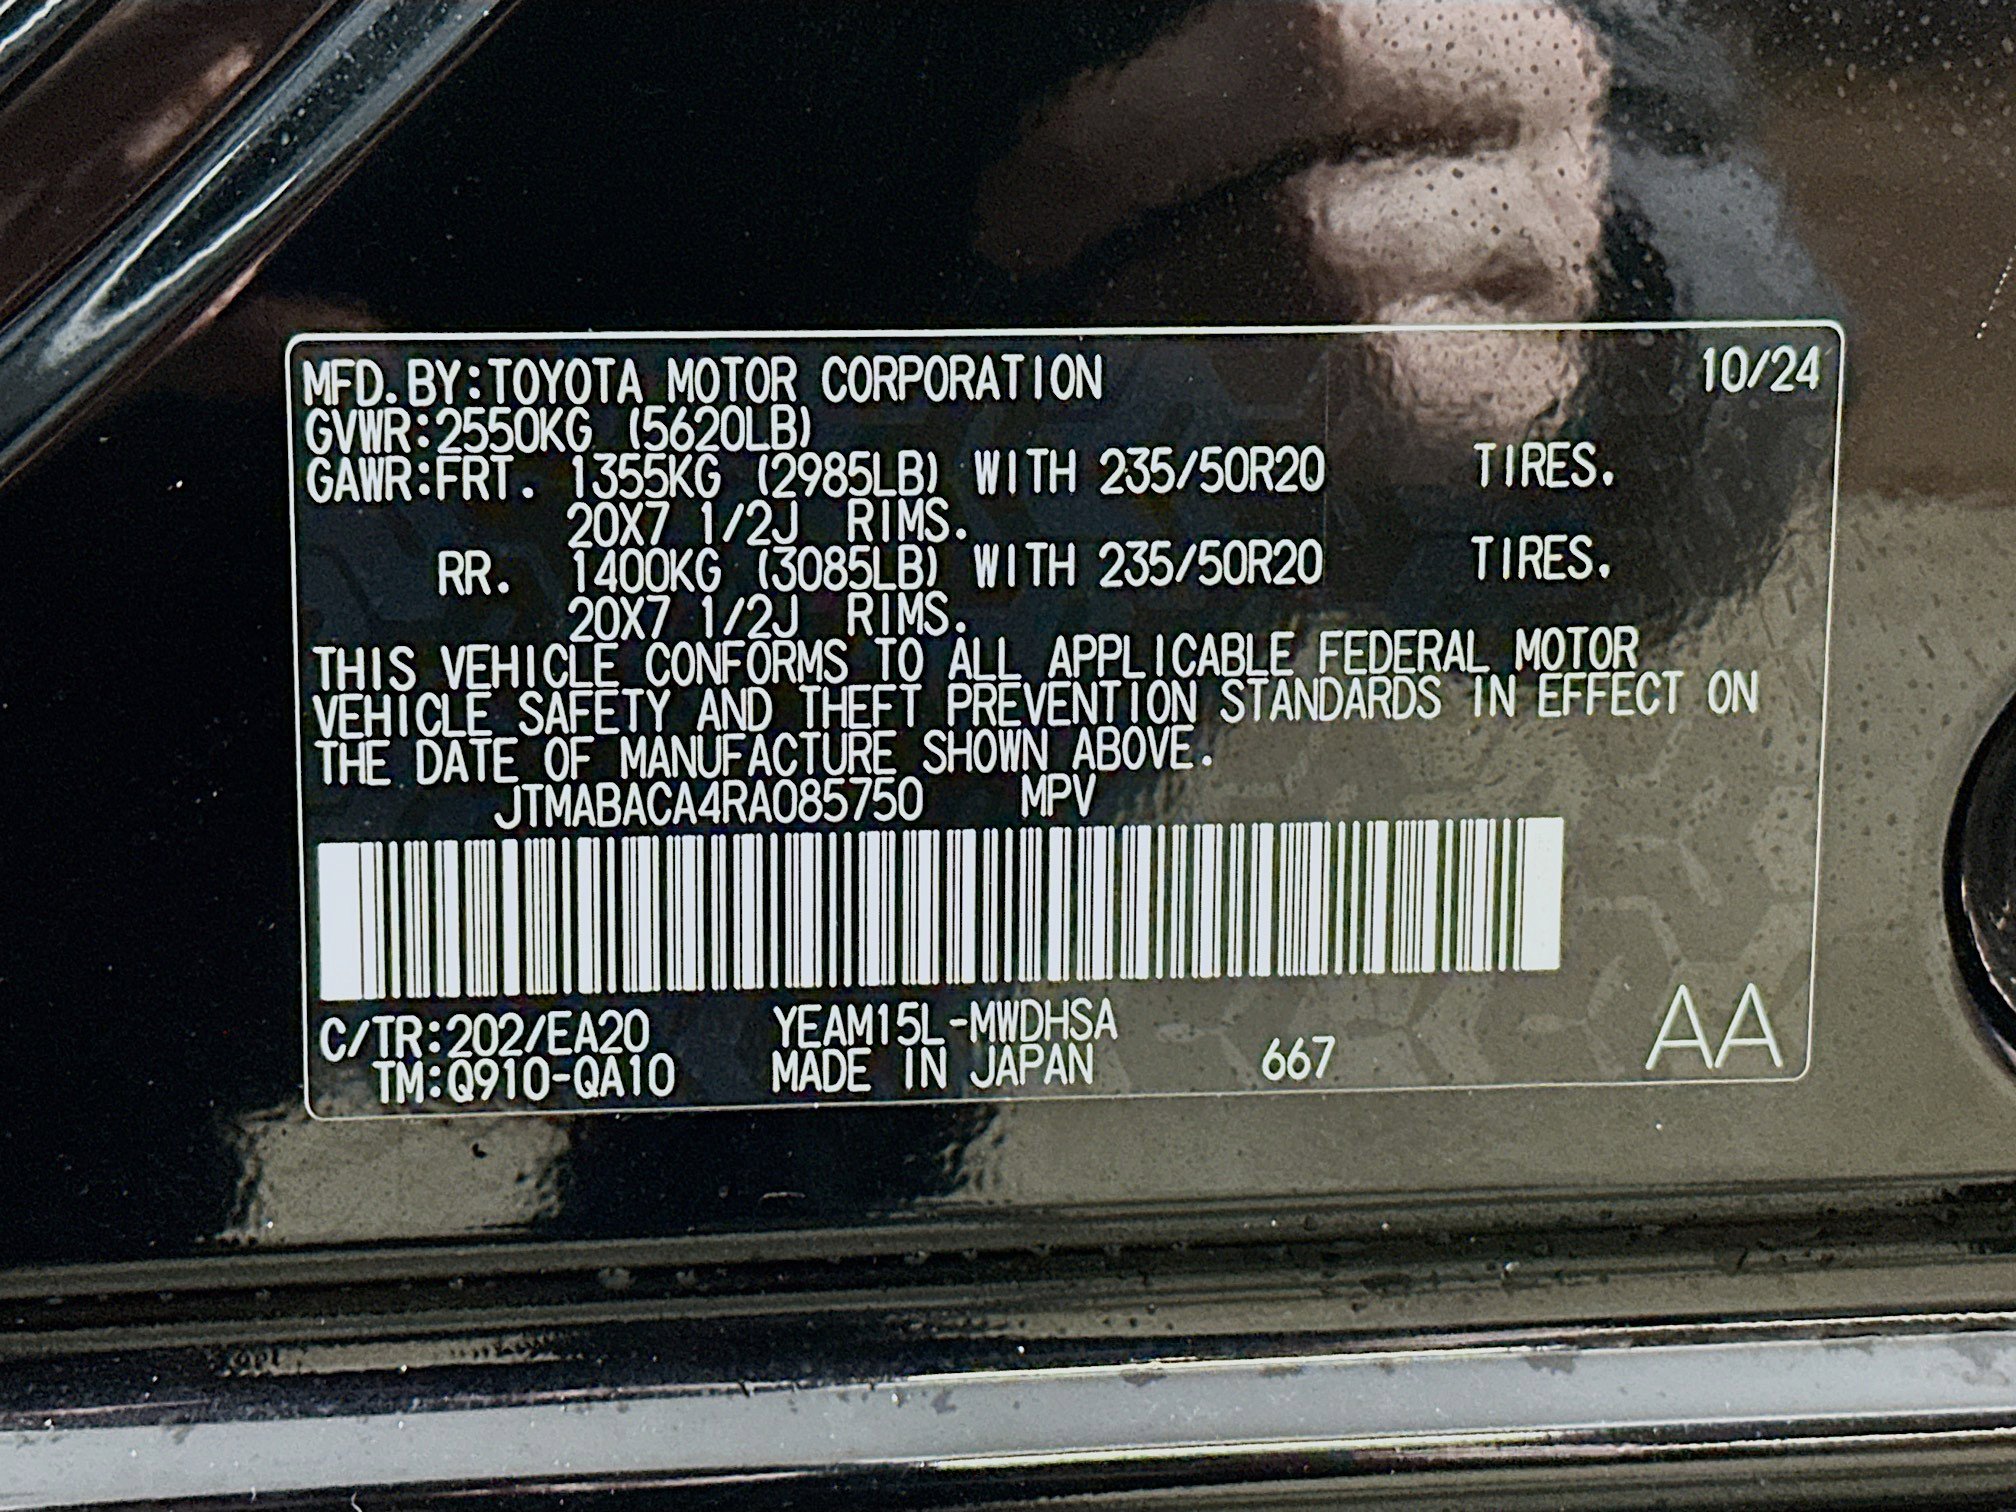 MFD.BY:TOYOTA MOTOR CORPORATION 10/24
GVWR:2550KG (5620LB)
GAWR:FRT. 1355KG (2985LB) WITH 235/50R20 TIRES.
20X7 1/2J RIMS.
RR. 1400KG (3085LB) WITH 235/50R20 TIRES.
20X7 1/2J RIMS.
THIS VEHICLE CONFORMS TO ALL APPLICABLE FEDERAL MOTOR
VEHICLE SAFETY AND THEFT PREVENTION STANDARDS IN EFFECT ON
THE DATE OF MANUFACTURE SHOWN ABOVE.
JTMABACA4RA085750 MPV
C/TR:202/EA20 YEAM15L-MWDHSA
TM:Q910-QA10 MADE IN JAPAN 667 AA